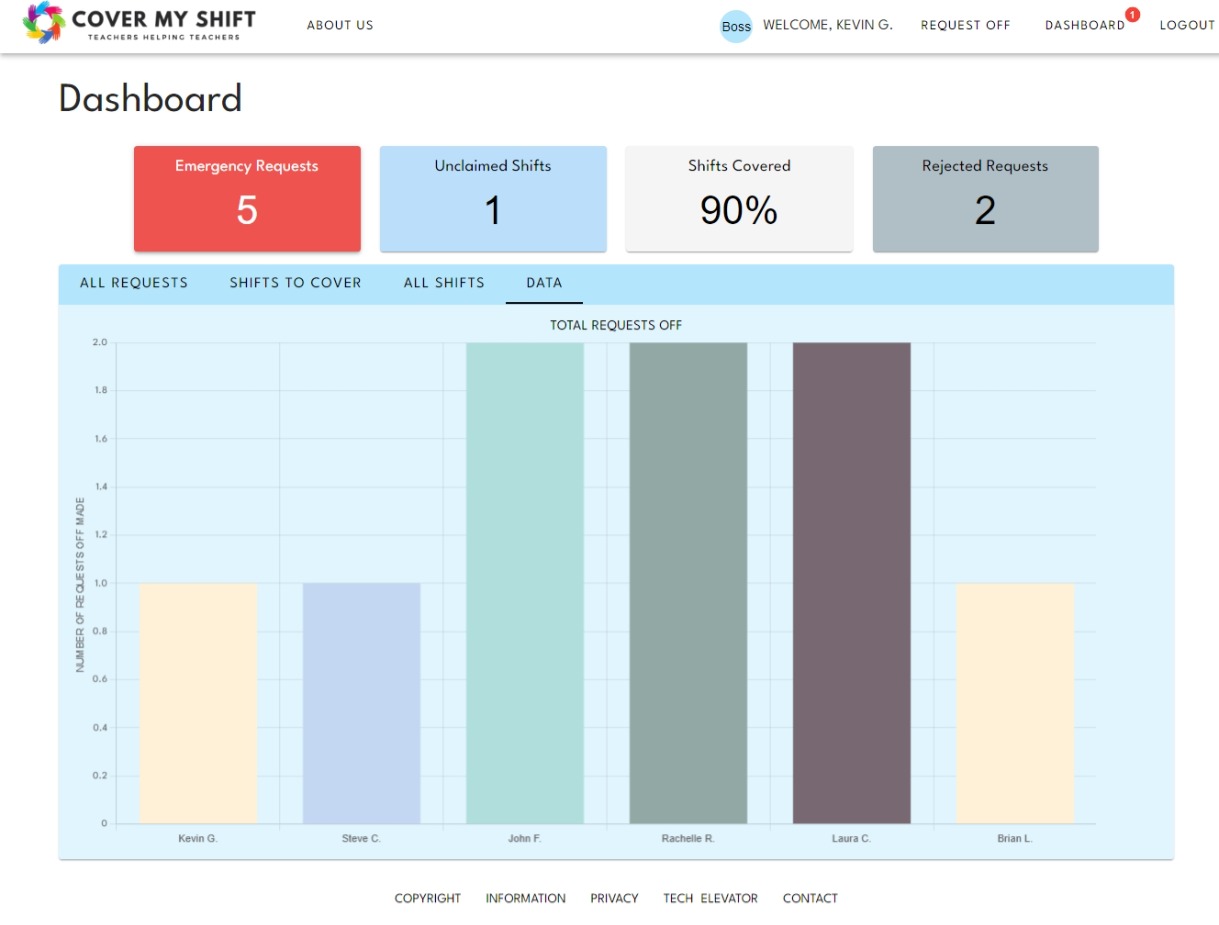 COVER MY SHIFT
TEACHERS HELPING TEACHERS
ABOUT US
Boss
WELCOME, KEVIN G.
REQUEST OFF
DASHBOARD
1
LOGOUT
Dashboard
Emergency Requests
5
Unclaimed Shifts
1
Shifts Covered
90%
Rejected Requests
2
ALL REQUESTS
SHIFTS TO COVER
ALL SHIFTS
DATA
TOTAL REQUESTS OFF
NUMBER OF REQUESTS OFF MADE
2.0
1.8
1.6
1.4
1.2
1.0
0.8
0.6
0.4
0.2
0
Kevin G.
Steve C.
John F.
Rachelle R.
Laura C.
Brian L.
COPYRIGHT
INFORMATION
PRIVACY
TECH ELEVATOR
CONTACT